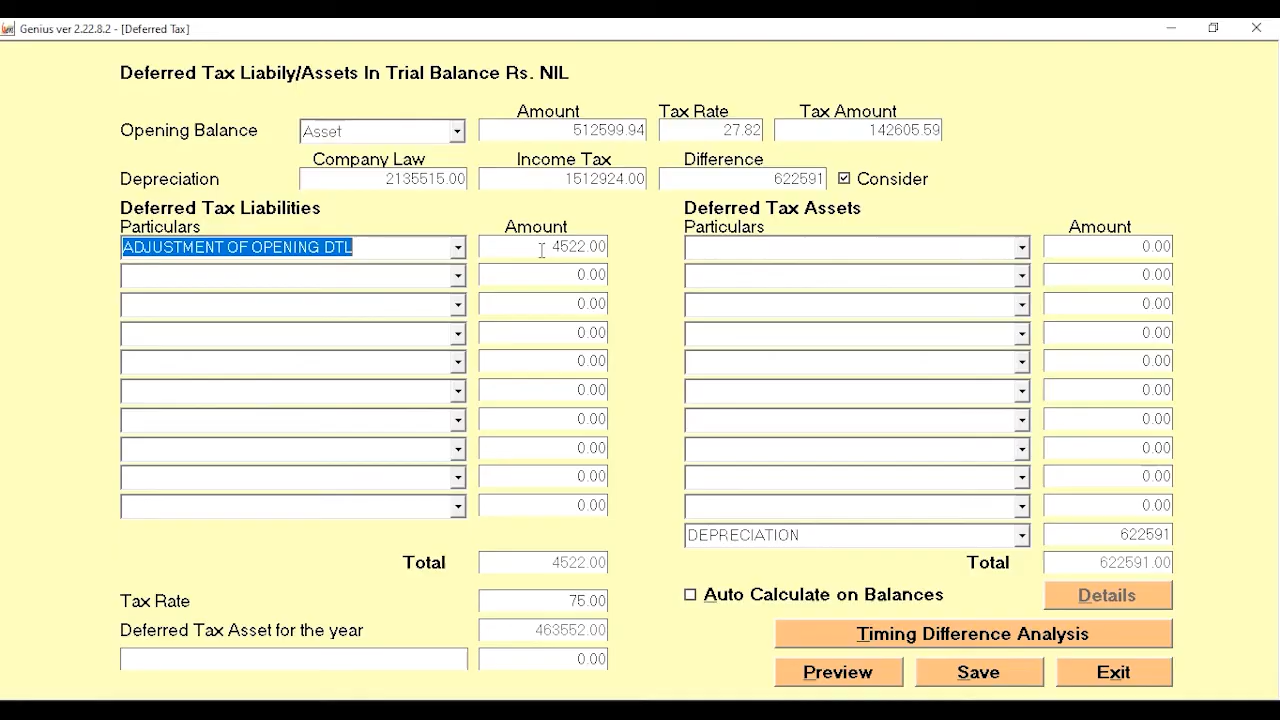 Genius ver 2.22.8.2 - [Deferred Tax]
Deferred Tax Liabily/Assets In Trial Balance Rs. NIL
Amount Tax Rate Tax Amount
Opening Balance Asset 512599.94 27.82 142605.59
Company Law Income Tax Difference
Depreciation 2135515.00 1512924.00 622591 Consider
Deferred Tax Liabilities Deferred Tax Assets
Particulars Amount Particulars Amount
ADJUSTMENT OF OPENING DTL 4522.00 0.00
0.00 0.00
0.00 0.00
0.00 0.00
0.00 0.00
0.00 0.00
0.00 0.00
0.00 0.00
0.00 0.00
0.00 0.00
DEPRECIATION 622591
Total 4522.00 Total 622591.00
Auto Calculate on Balances Details
Tax Rate 75.00
Deferred Tax Asset for the year 463552.00 Timing Difference Analysis
0.00
Preview Save Exit